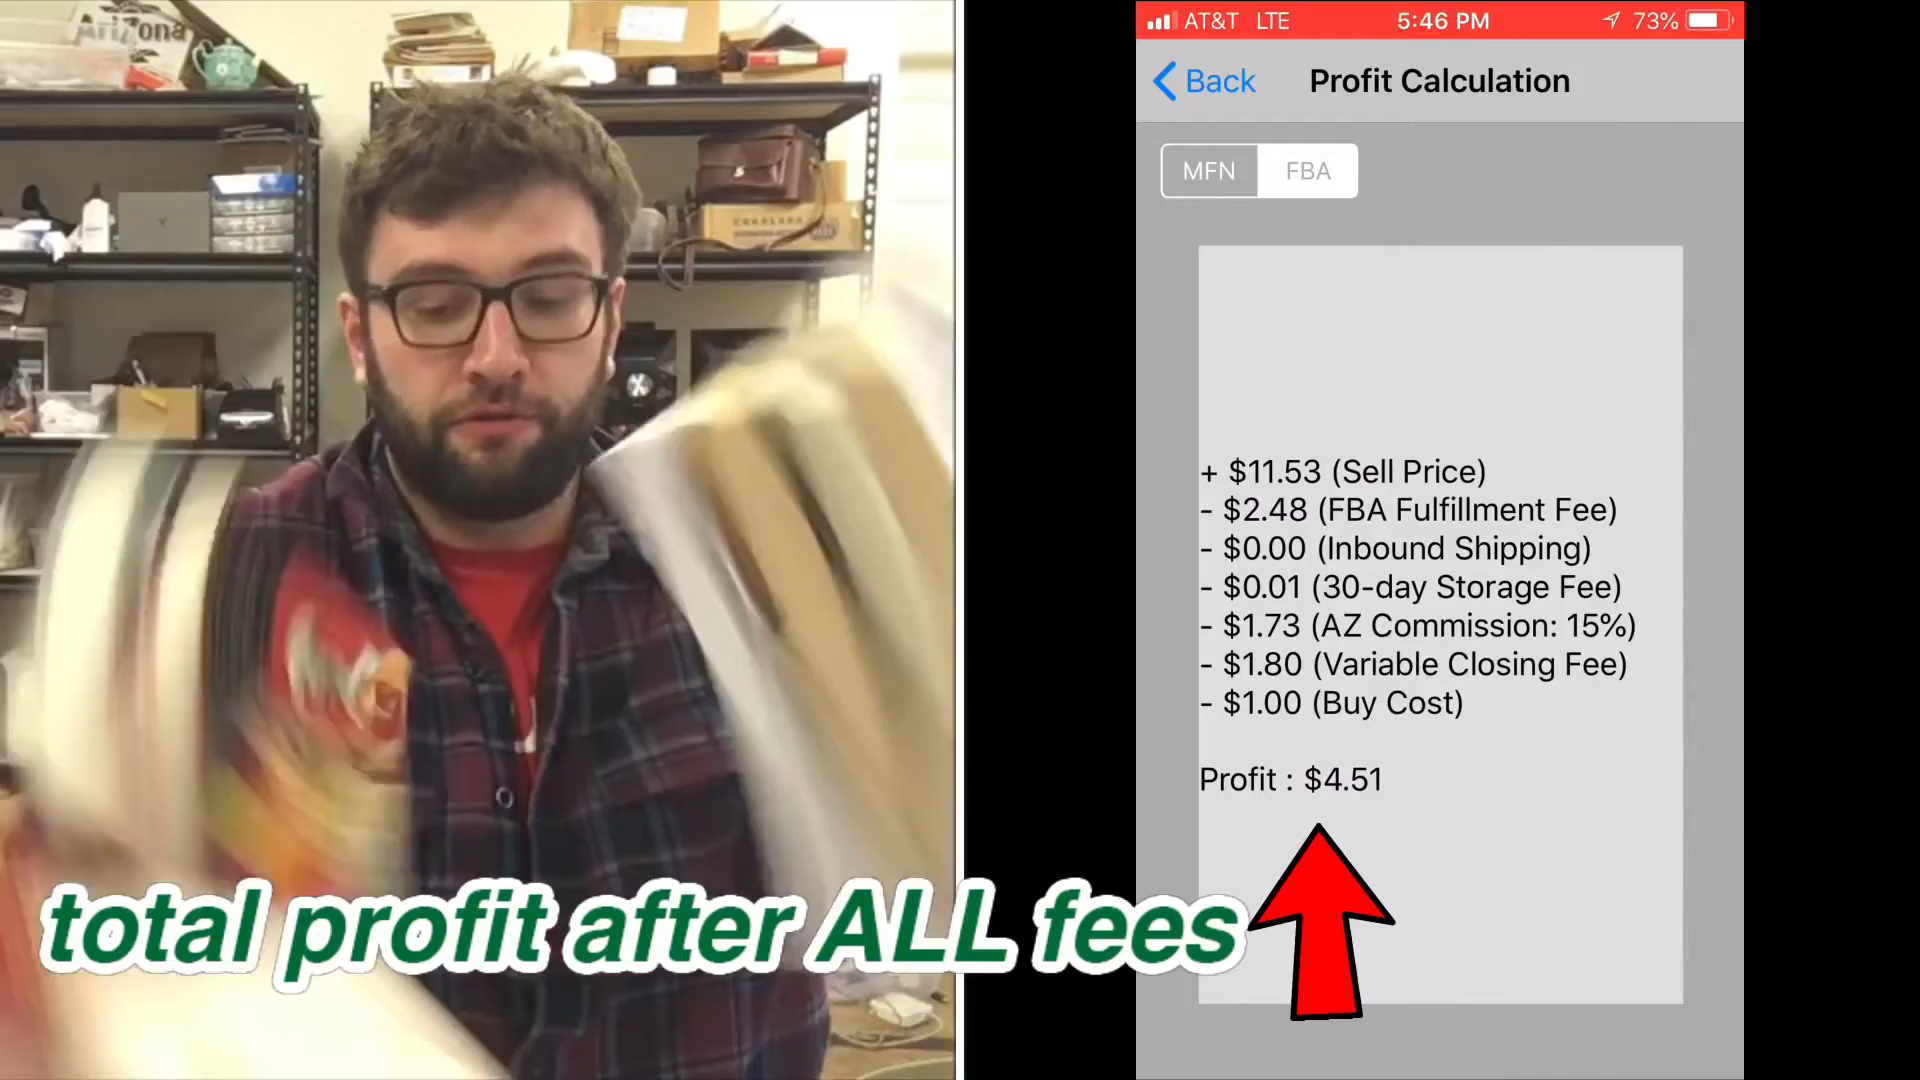 ARiZona
AT&T LTE 5:46 PM 73%
Back Profit Calculation
MFN FBA
+ $11.53 (Sell Price)
- $2.48 (FBA Fulfillment Fee)
- $0.00 (Inbound Shipping)
- $0.01 (30-day Storage Fee)
- $1.73 (AZ Commission: 15%)
- $1.80 (Variable Closing Fee)
- $1.00 (Buy Cost)
Profit : $4.51
total profit after ALL fees